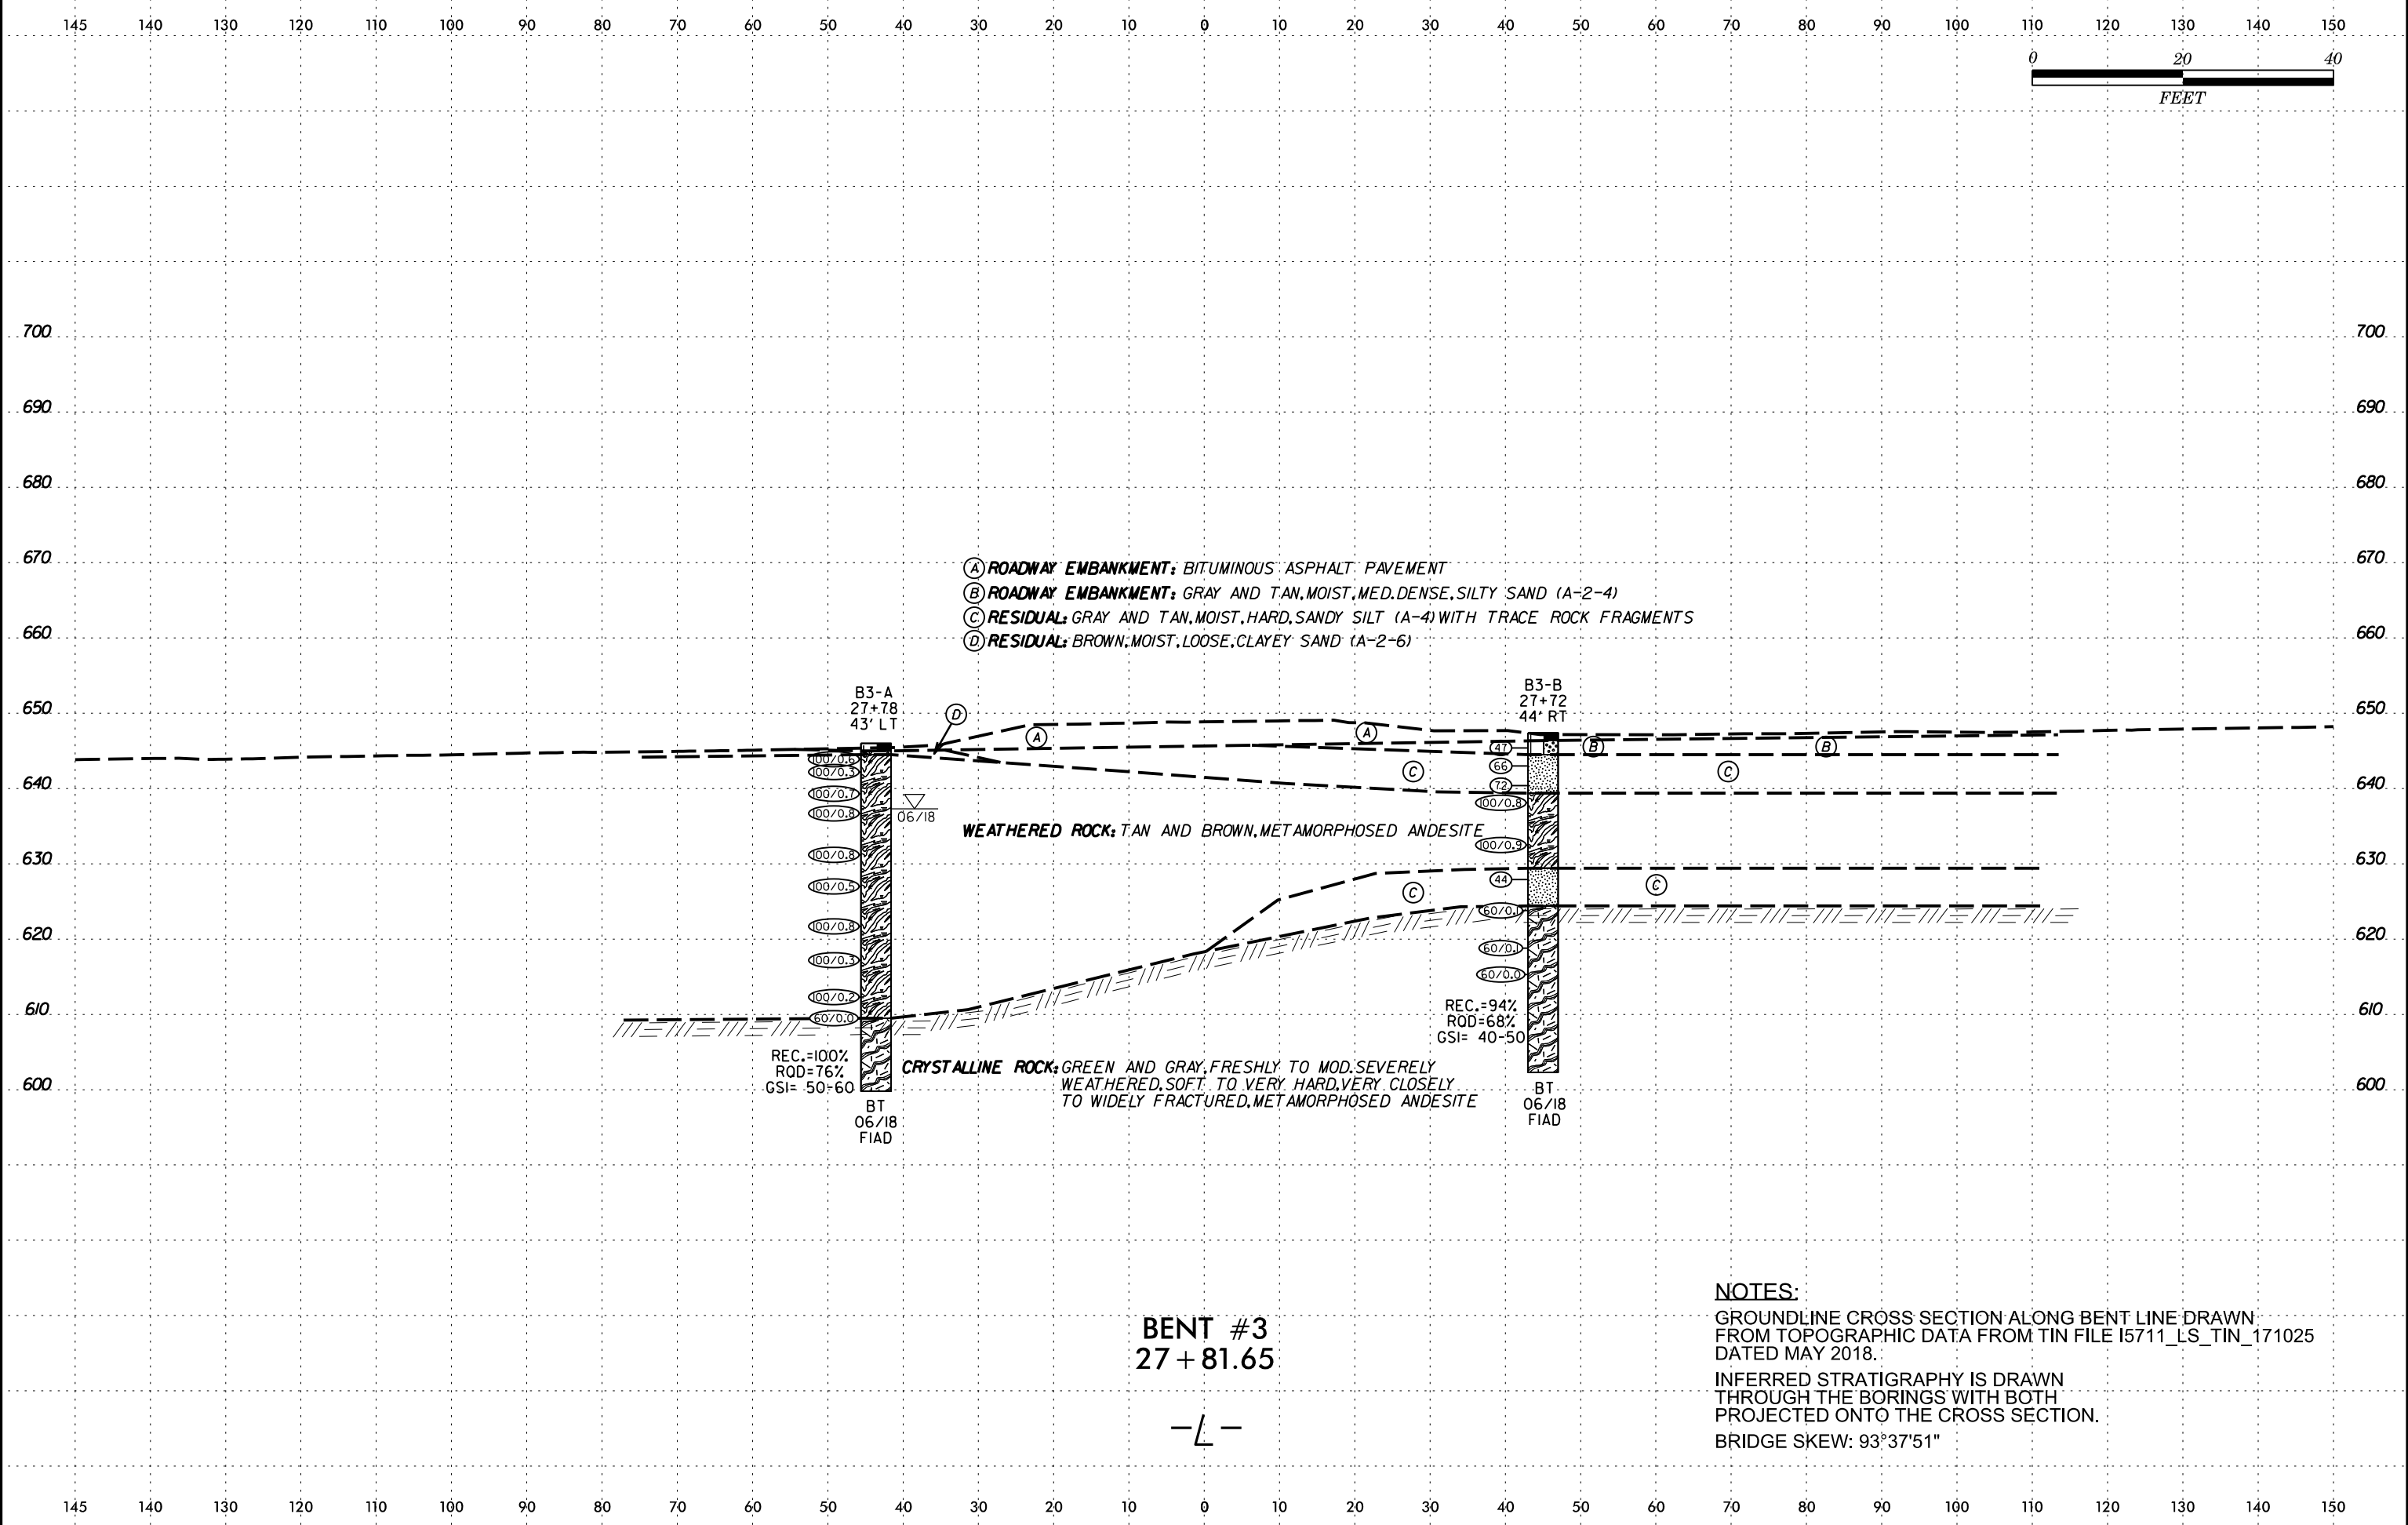 145 140 130 120 110 100 90 80 70 60 50 40 30 20 10 0 10 20 30 40 50 60 70 80 90 100 110 120 130 140 150
0 20 40
FEET
700 700
690 690
680 680
670 670
Ⓐ ROADWAY EMBANKMENT: BITUMINOUS ASPHALT PAVEMENT
Ⓑ ROADWAY EMBANKMENT: GRAY AND TAN, MOIST, MED. DENSE, SILTY SAND (A-2-4)
Ⓒ RESIDUAL: GRAY AND TAN, MOIST, HARD, SANDY SILT (A-4) WITH TRACE ROCK FRAGMENTS
Ⓓ RESIDUAL: BROWN, MOIST, LOOSE, CLAYEY SAND (A-2-6)
660 660
B3-A
27+78
43' LT
B3-B
27+72
44' RT
650 650
D
A
A
B
B
C
C
640 640
100/0.6
100/0.3
100/0.7
100/0.8
100/0.8
100/0.5
100/0.8
100/0.3
100/0.2
60/0.0
06/18
47
66
72
100/0.8
100/0.9
44
60/0.1
60/0.1
60/0.0
WEATHERED ROCK: TAN AND BROWN, METAMORPHOSED ANDESITE
630 630
C
C
620 620
610 610
REC.=94%
RQD=68%
GSI= 40-50
REC.=100%
RQD=76%
GSI= 50-60
CRYSTALLINE ROCK: GREEN AND GRAY, FRESHLY TO MOD. SEVERELY
WEATHERED, SOFT TO VERY HARD, VERY CLOSELY
TO WIDELY FRACTURED, METAMORPHOSED ANDESITE
600 600
BT
06/18
FIAD
BT
06/18
FIAD
BENT #3
27+81.65
-L-
NOTES:
GROUNDLINE CROSS SECTION ALONG BENT LINE DRAWN
FROM TOPOGRAPHIC DATA FROM TIN FILE I5711_LS_TIN_171025
DATED MAY 2018.
INFERRED STRATIGRAPHY IS DRAWN
THROUGH THE BORINGS WITH BOTH
PROJECTED ONTO THE CROSS SECTION.
BRIDGE SKEW: 93°37'51"
145 140 130 120 110 100 90 80 70 60 50 40 30 20 10 0 10 20 30 40 50 60 70 80 90 100 110 120 130 140 150